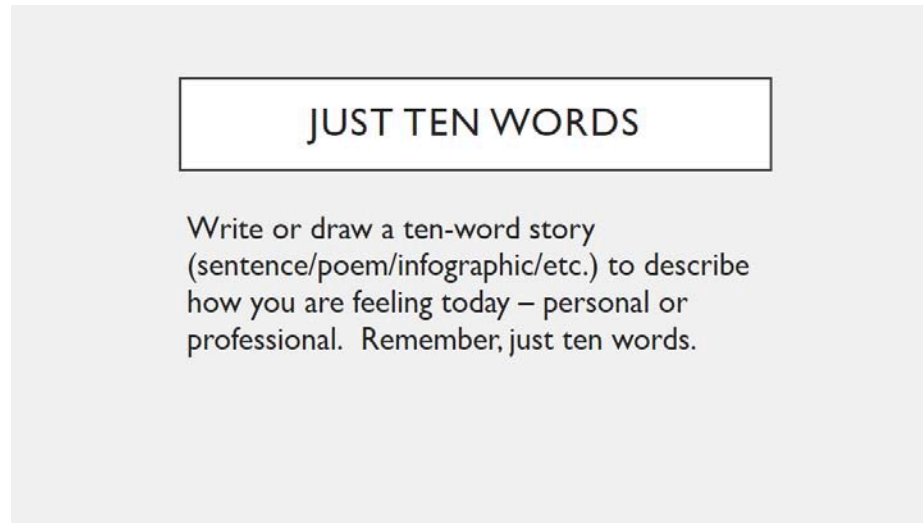 JUST TEN WORDS
Write or draw a ten-word story
(sentence/poem/infographic/etc.) to describe
how you are feeling today – personal or
professional.  Remember, just ten words.